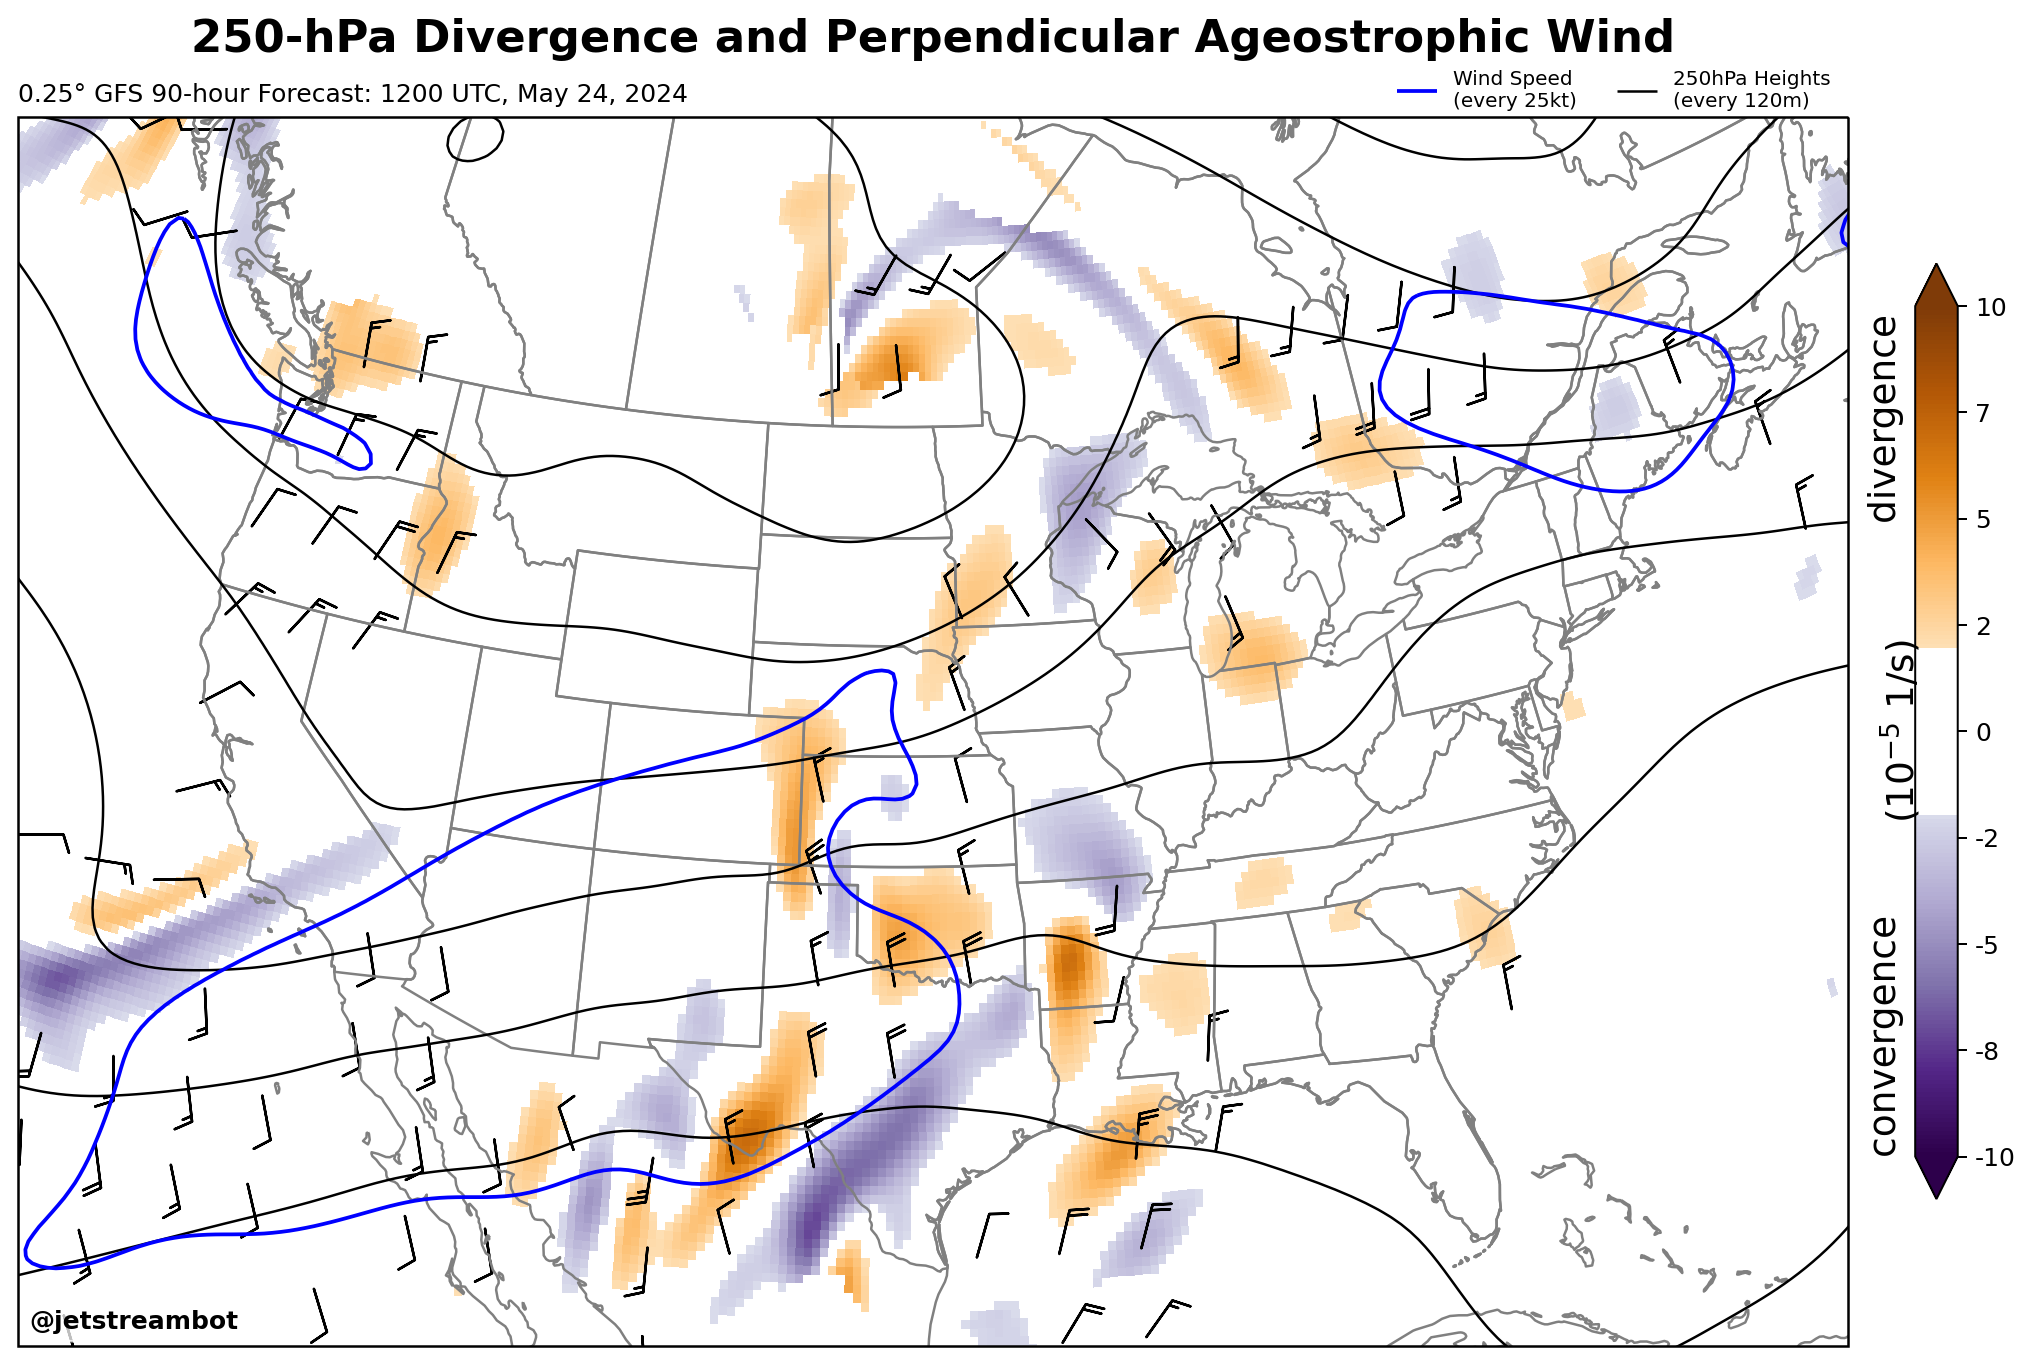 250-hPa Divergence and Perpendicular Ageostrophic Wind
0.25° GFS 90-hour Forecast: 1200 UTC, May 24, 2024
Wind Speed
(every 25kt)
250hPa Heights
(every 120m)
10
7
5
2
0
-2
-5
-8
-10
convergence (10⁻⁵ 1/s) divergence
@jetstreambot